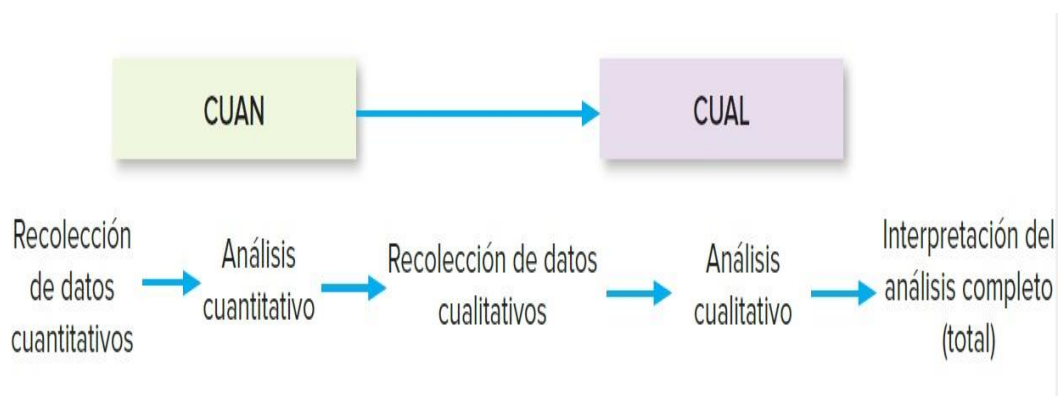 CUAN
CUAL
Recolección
de datos
cuantitativos
Análisis
cuantitativo
Recolección de datos
cualitativos
Análisis
cualitativo
Interpretación del
análisis completo
(total)